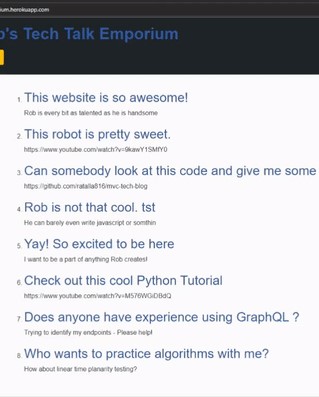 ium.herokuapp.com
b's Tech Talk Emporium
1. This website is so awesome!
Rob is every bit as talented as he is handsome
2. This robot is pretty sweet.
https://www.youtube.com/watch?v=9kawY1SMfY0
3. Can somebody look at this code and give me some
https://github.com/ratalla816/mvc-tech-blog
4. Rob is not that cool. tst
He can barely even write javascript or somthin
5. Yay! So excited to be here
I want to be a part of anything Rob creates!
6. Check out this cool Python Tutorial
https://www.youtube.com/watch?v=M576WGiDBdQ
7. Does anyone have experience using GraphQL ?
Trying to identify my endpoints - Please help!
8. Who wants to practice algorithms with me?
How about linear time planarity testing?